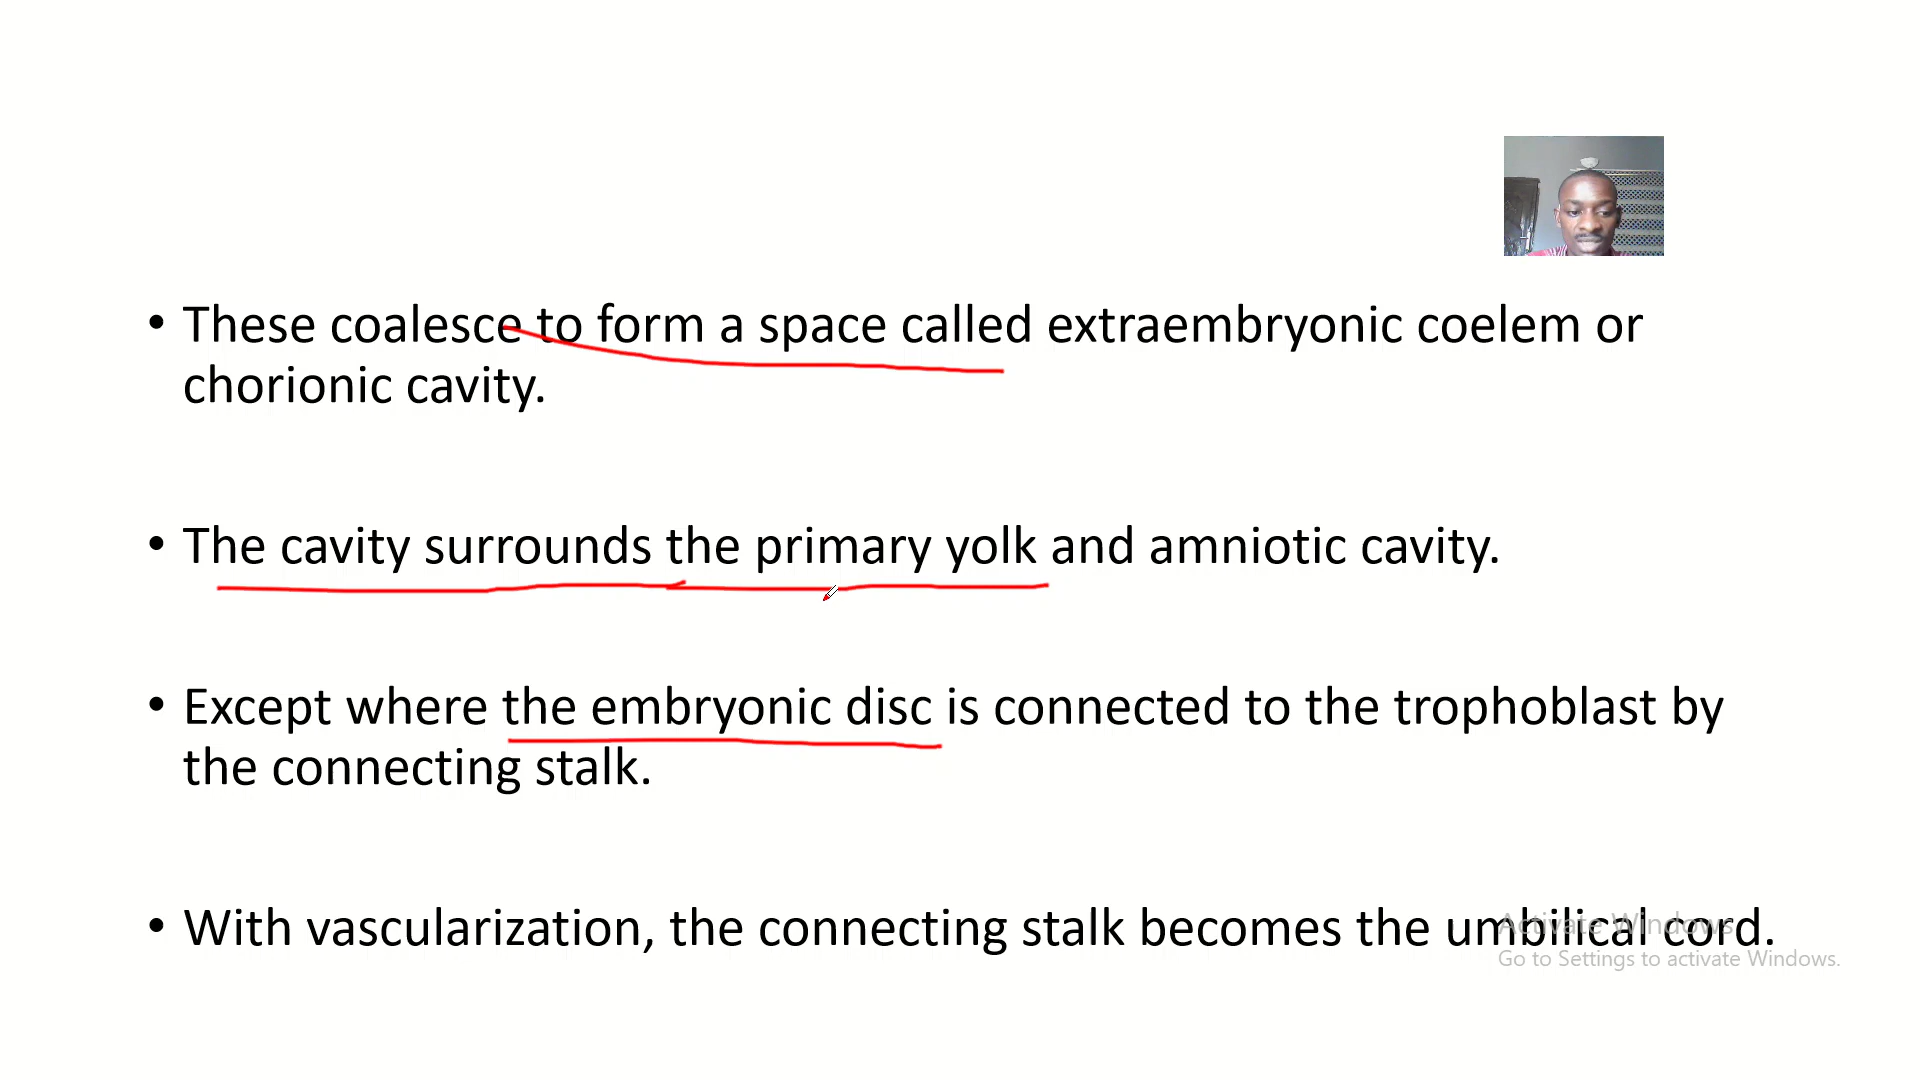 • These coalesce to form a space called extraembryonic coelem or
chorionic cavity.
• The cavity surrounds the primary yolk and amniotic cavity.
• Except where the embryonic disc is connected to the trophoblast by
the connecting stalk.
• With vascularization, the connecting stalk becomes the umbilical cord.
Activate Windows
Go to Settings to activate Windows.